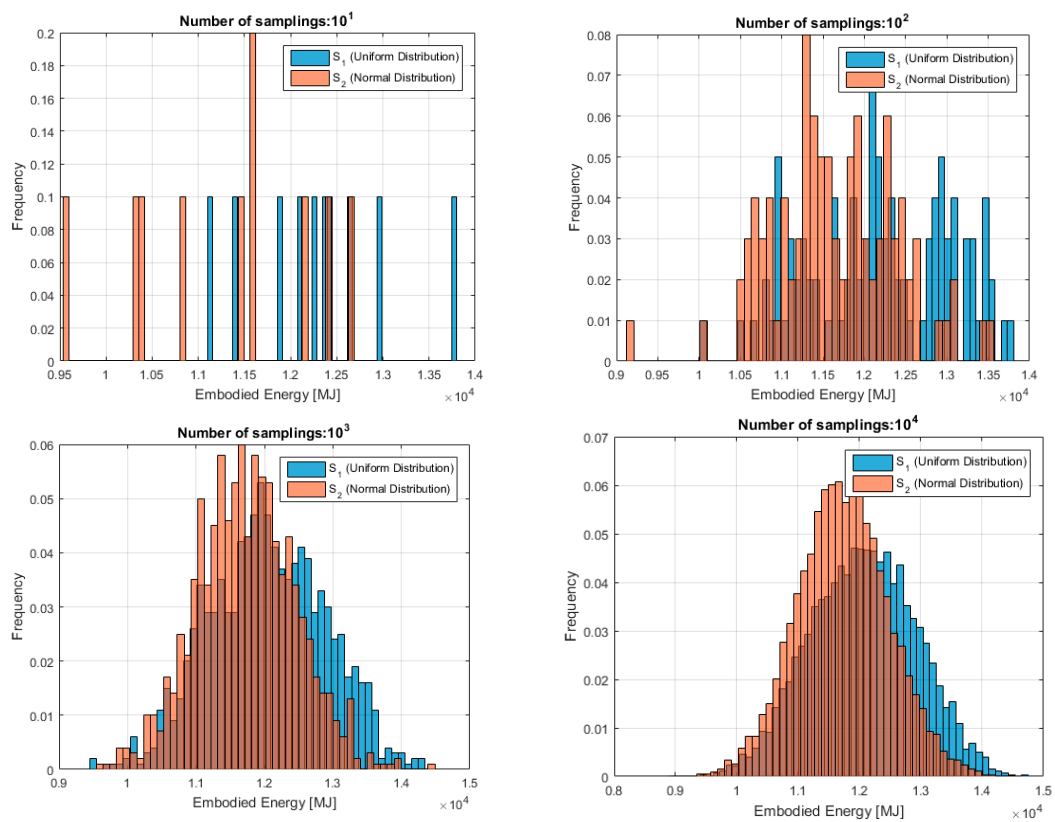 Number of samplings:10¹
S₁ (Uniform Distribution)
S₂ (Normal Distribution)
Frequency
0.2
0.18
0.16
0.14
0.12
0.1
0.08
0.06
0.04
0.02
0
0.95 1 1.05 1.1 1.15 1.2 1.25 1.3 1.35 1.4
Embodied Energy [MJ]
×10⁴
Number of samplings:10²
S₁ (Uniform Distribution)
S₂ (Normal Distribution)
Frequency
0.08
0.07
0.06
0.05
0.04
0.03
0.02
0.01
0
0.9 0.95 1 1.05 1.1 1.15 1.2 1.25 1.3 1.35 1.4
Embodied Energy [MJ]
×10⁴
Number of samplings:10³
S₁ (Uniform Distribution)
S₂ (Normal Distribution)
Frequency
0.06
0.05
0.04
0.03
0.02
0.01
0
0.9 1 1.1 1.2 1.3 1.4 1.5
Embodied Energy [MJ]
×10⁴
Number of samplings:10⁴
S₁ (Uniform Distribution)
S₂ (Normal Distribution)
Frequency
0.07
0.06
0.05
0.04
0.03
0.02
0.01
0
0.8 0.9 1 1.1 1.2 1.3 1.4 1.5
Embodied Energy [MJ]
×10⁴